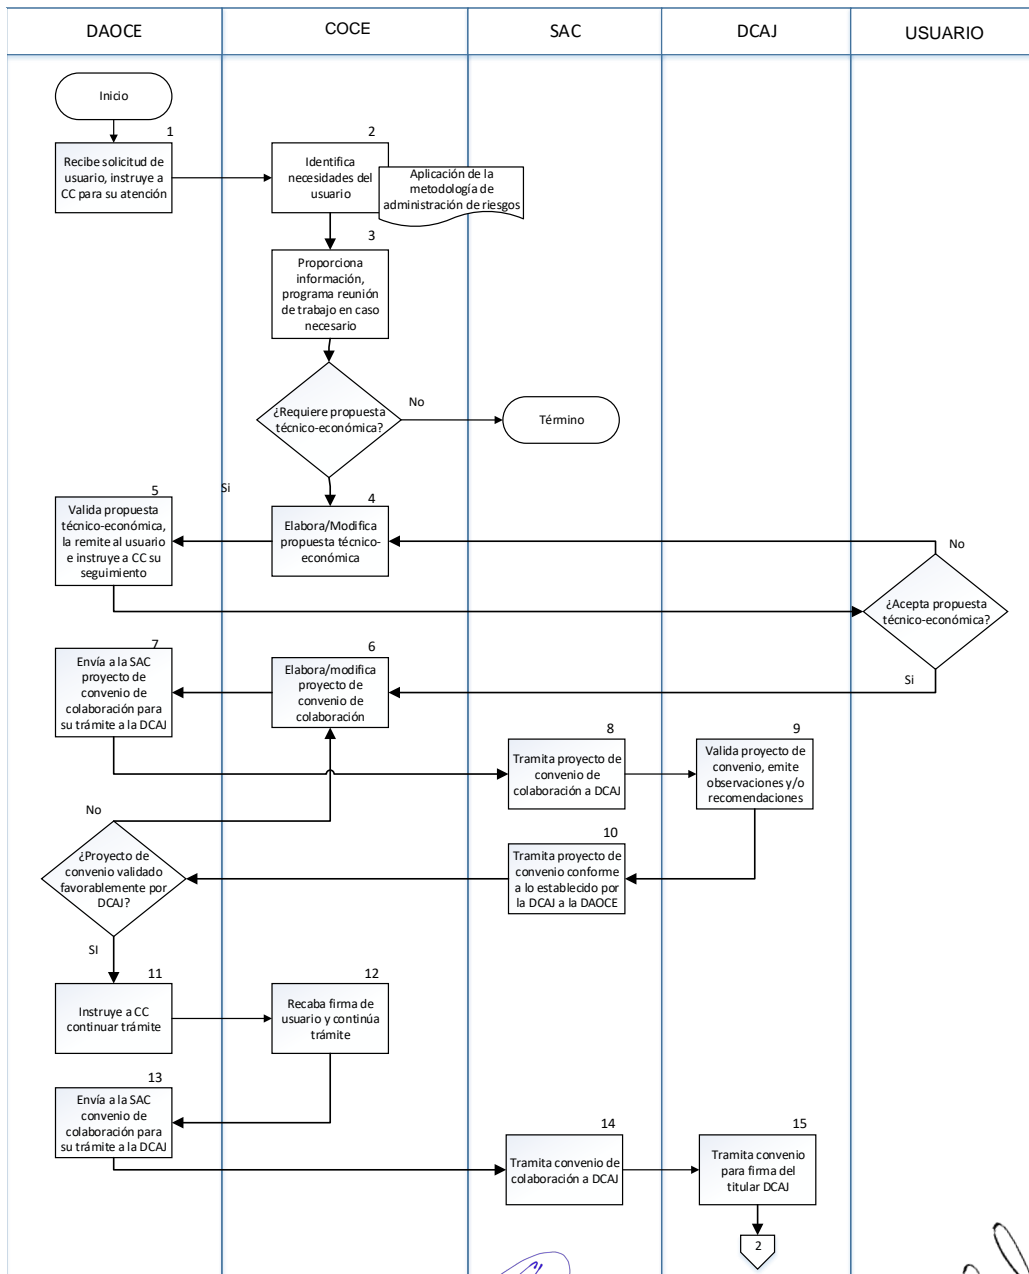 DAOCE
COCE
SAC
DCAJ
USUARIO
Inicio
1
Recibe solicitud de
usuario, instruye a
CC para su atención
2
Identifica
necesidades del
usuario
Aplicación de la
metodología de
administración de riesgos
3
Proporciona
información,
programa reunión
de trabajo en caso
necesario
¿Requiere propuesta
técnico-económica?
No
Término
Si
4
Elabora/Modifica
propuesta técnico-
económica
5
Valida propuesta
técnico-económica,
la remite al usuario
e instruye a CC su
seguimiento
No
¿Acepta propuesta
técnico-económica?
Si
6
Elabora/modifica
proyecto de
convenio de
colaboración
7
Envía a la SAC
proyecto de
convenio de
colaboración para
su trámite a la DCAJ
8
Tramita proyecto de
convenio de
colaboración a DCAJ
9
Valida proyecto de
convenio, emite
observaciones y/o
recomendaciones
10
Tramita proyecto de
convenio conforme
a lo establecido por
la DCAJ a la DAOCE
No
¿Proyecto de
convenio validado
favorablemente por
DCAJ?
SI
11
Instruye a CC
continuar trámite
12
Recaba firma de
usuario y continúa
trámite
13
Envía a la SAC
convenio de
colaboración para
su trámite a la DCAJ
14
Tramita convenio de
colaboración a DCAJ
15
Tramita convenio
para firma del
titular DCAJ
2